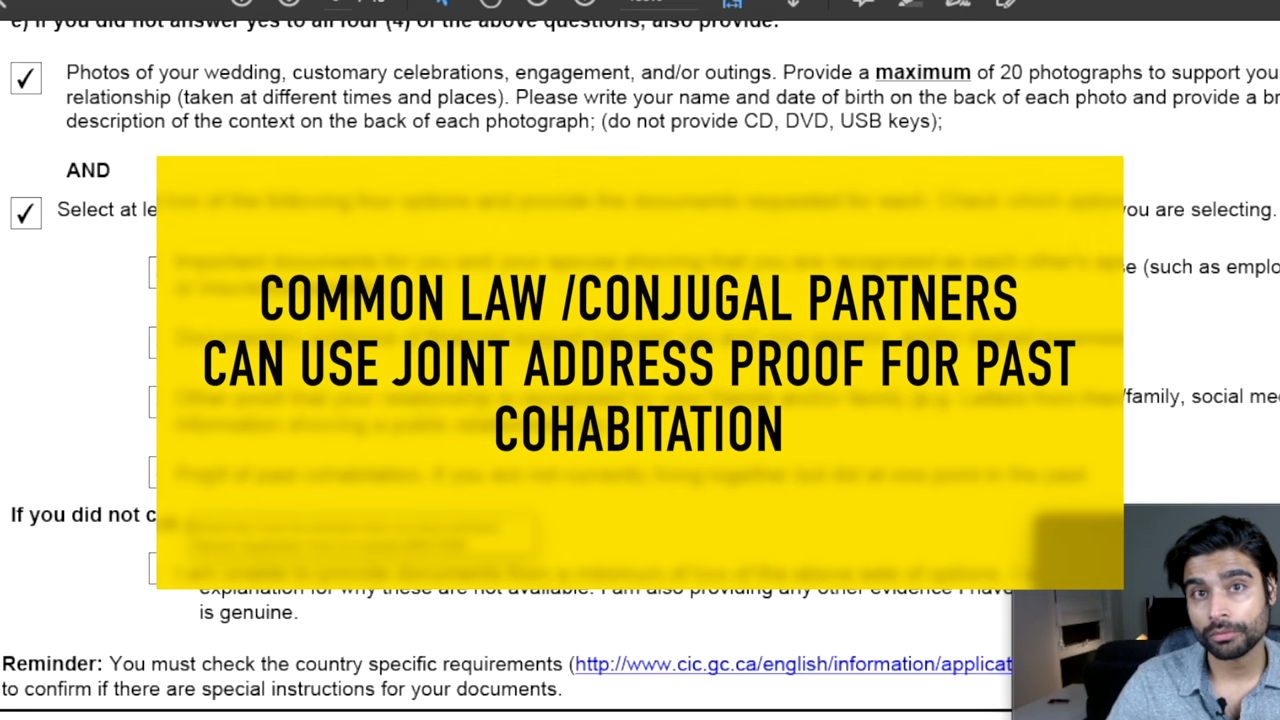 e) If you did not answer yes to all four (4) of the above questions, also provide:
✓ Photos of your wedding, customary celebrations, engagement, and/or outings. Provide a maximum of 20 photographs to support you
relationship (taken at different times and places). Please write your name and date of birth on the back of each photo and provide a br
description of the context on the back of each photograph; (do not provide CD, DVD, USB keys);
AND
✓ Select at le you are selecting.
e (such as emplo
COMMON LAW /CONJUGAL PARTNERS
CAN USE JOINT ADDRESS PROOF FOR PAST
COHABITATION
/family, social me
If you did not c
explanation for why these are not available. I am also providing any other evidence I have
is genuine.
Reminder: You must check the country specific requirements (http://www.cic.gc.ca/english/information/applicat
to confirm if there are special instructions for your documents.